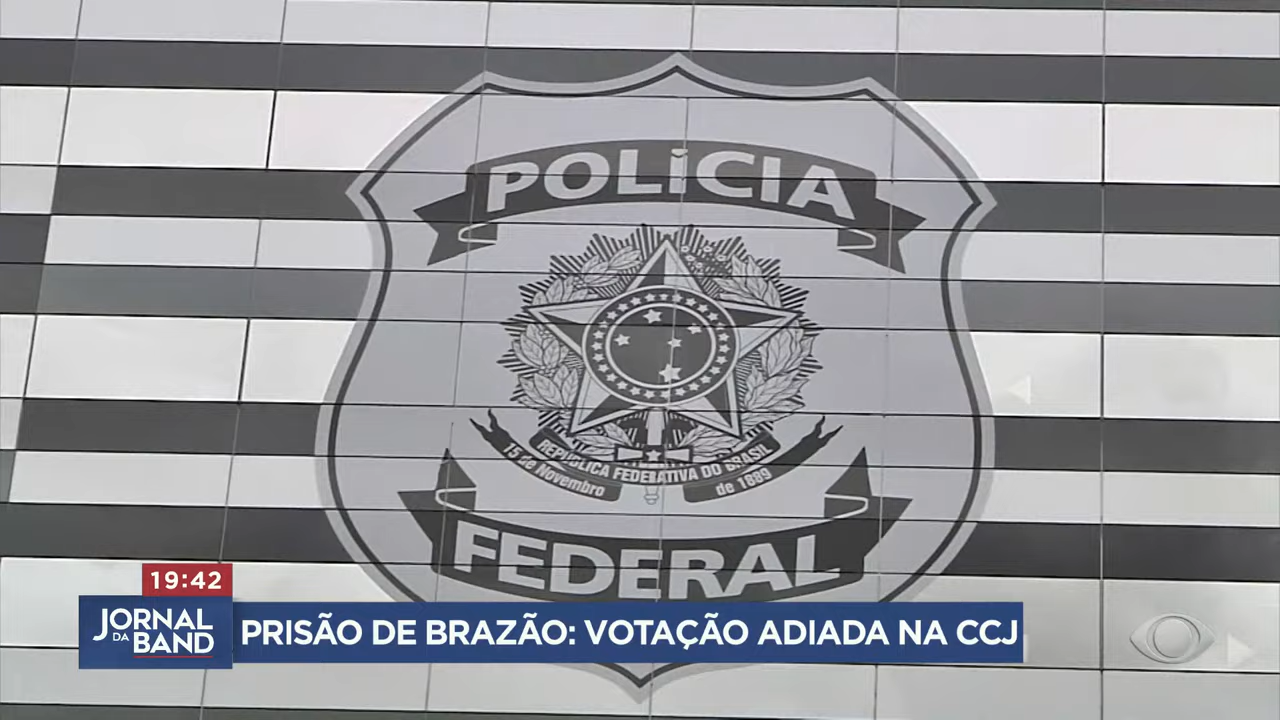 POLÍCIA
REPÚBLICA FEDERATIVA DO BRASIL
15 de Novembro de 1889
FEDERAL
19:42
JORNAL DA BAND
PRISÃO DE BRAZÃO: VOTAÇÃO ADIADA NA CCJ